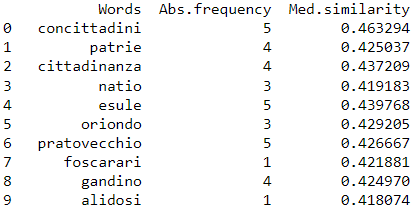 Words Abs.frequency Med.similarity
0 concittadini 5 0.463294
1 patrie 4 0.425037
2 cittadinanza 4 0.437209
3 natio 3 0.419183
4 esule 5 0.439768
5 oriondo 3 0.429205
6 pratovecchio 5 0.426667
7 foscarari 1 0.421881
8 gandino 4 0.424970
9 alidosi 1 0.418074